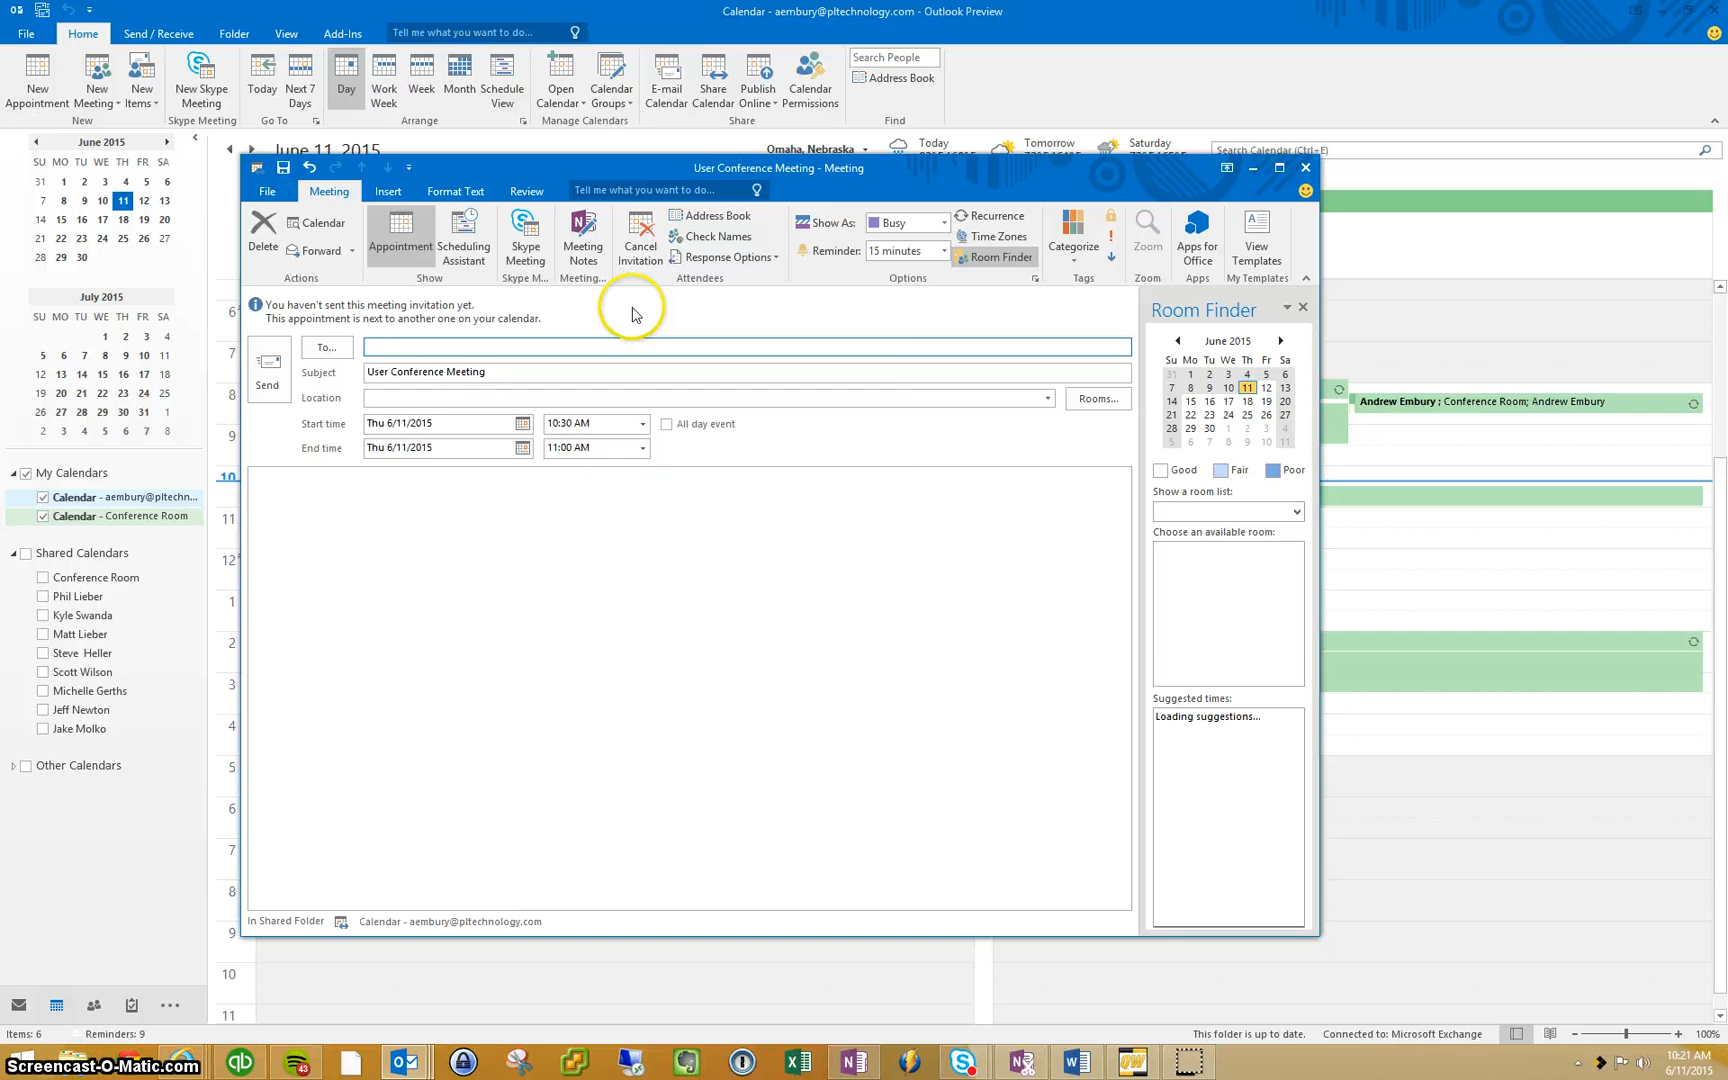 Calendar - aembury@pltechnology.com - Outlook Preview
File Home Send / Receive Folder View Add-Ins Tell me what you want to do...
New Appointment
New Meeting
New Items
New Skype Meeting
Today
Next 7 Days
Day
Work Week
Week
Month
Schedule View
Open Calendar
Calendar Groups
E-mail Calendar
Share Calendar
Publish Online
Calendar Permissions
Search People
Address Book
New Skype Meeting Go To Arrange Manage Calendars Share Find
June 2015
SU MO TU WE TH FR SA
31 1 2 3 4 5 6
7 8 9 10 11 12 13
14 15 16 17 18 19 20
21 22 23 24 25 26 27
28 29 30
July 2015
SU MO TU WE TH FR SA
1 2 3 4
5 6 7 8 9 10 11
12 13 14 15 16 17 18
19 20 21 22 23 24 25
26 27 28 29 30 31 1
2 3 4 5 6 7 8
My Calendars
Calendar - aembury@pltechn...
Calendar - Conference Room
Shared Calendars
Conference Room
Phil Lieber
Kyle Swanda
Matt Lieber
Steve Heller
Scott Wilson
Michelle Gerths
Jeff Newton
Jake Molko
Other Calendars
June 11, 2015
Omaha, Nebraska
Today
Tomorrow
Saturday
Search Calendar (Ctrl+E)
6
7
8
9
10
11
12
1
2
3
4
5
6
7
8
9
10
11
Andrew Embury ; Conference Room; Andrew Embury
User Conference Meeting - Meeting
File Meeting Insert Format Text Review Tell me what you want to do...
Delete
Calendar
Forward
Appointment
Scheduling Assistant
Skype Meeting
Meeting Notes
Cancel Invitation
Address Book
Check Names
Response Options
Show As: Busy
Reminder: 15 minutes
Recurrence
Time Zones
Room Finder
Categorize
Zoom
Apps for Office
View Templates
Actions Show Skype M... Meeting... Attendees Options Tags Zoom Apps My Templates
You haven't sent this meeting invitation yet.
This appointment is next to another one on your calendar.
Send
To...
Subject User Conference Meeting
Location Rooms...
Start time Thu 6/11/2015 10:30 AM All day event
End time Thu 6/11/2015 11:00 AM
In Shared Folder Calendar - aembury@pltechnology.com
Room Finder
June 2015
Su Mo Tu We Th Fr Sa
31 1 2 3 4 5 6
7 8 9 10 11 12 13
14 15 16 17 18 19 20
21 22 23 24 25 26 27
28 29 30 1 2 3 4
5 6 7 8 9 10 11
Good Fair Poor
Show a room list:
Choose an available room:
Suggested times:
Loading suggestions...
Items: 6 Reminders: 9
This folder is up to date. Connected to: Microsoft Exchange 100%
Screencast-O-Matic.com
43
10:21 AM
6/11/2015